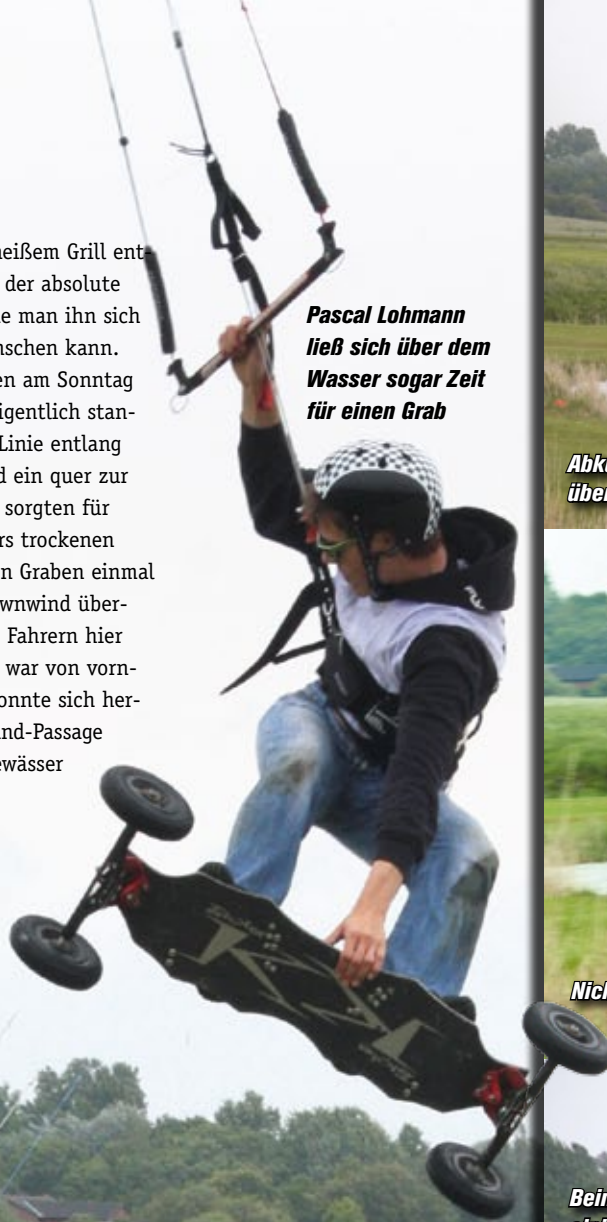 heißem Grill ent-
der absolute
e man ihn sich
nschen kann.
en am Sonntag
igentlich stan-
Linie entlang
d ein quer zur
sorgten für
rs trockenen
n Graben einmal
wnwind über-
Fahrern hier
war von vorn-
onnte sich her-
nd-Passage
ewässer
Pascal Lohmann
ließ sich über dem
Wasser sogar Zeit
für einen Grab
Abk
über
Nich
Bein